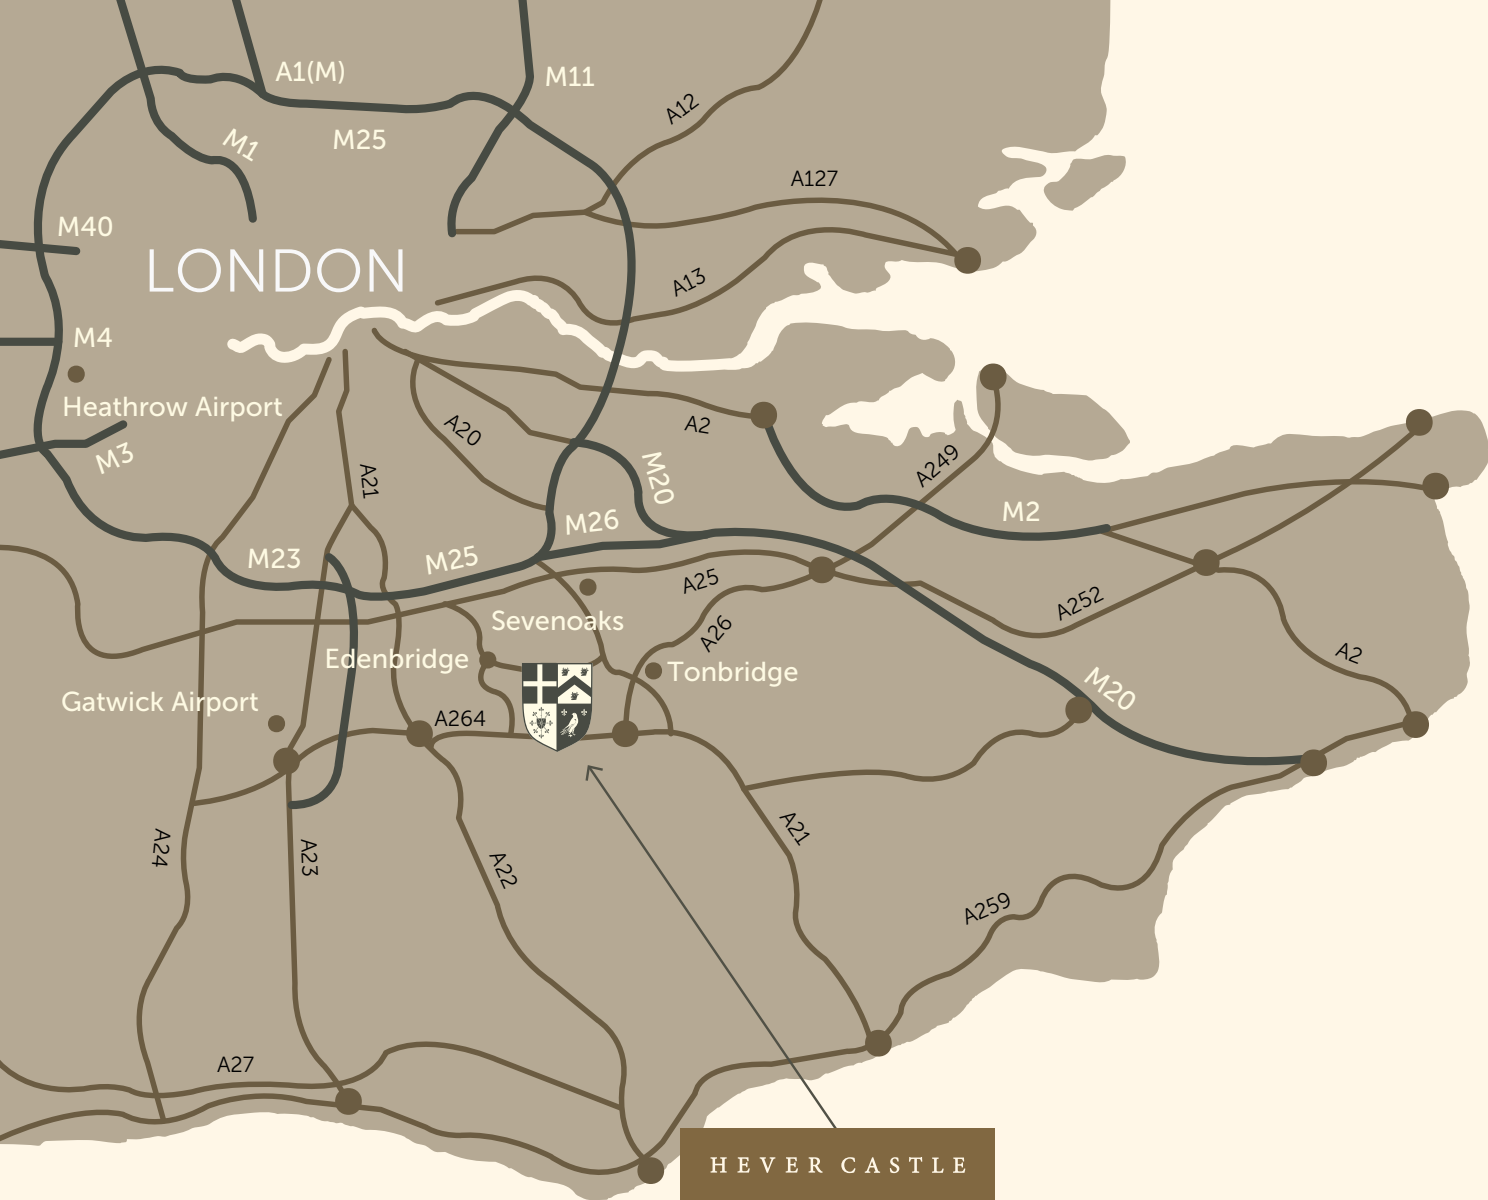 A1(M)
M11
A12
M1
M25
A127
M40
LONDON
A13
M4
Heathrow Airport
A2
A20
M3
A21
A249
M20
M2
M26
M23
M25
A25
A252
Sevenoaks
A26
Edenbridge
Tonbridge
A2
M20
Gatwick Airport
A264
A24
A23
A22
A21
A259
A27
HEVER CASTLE